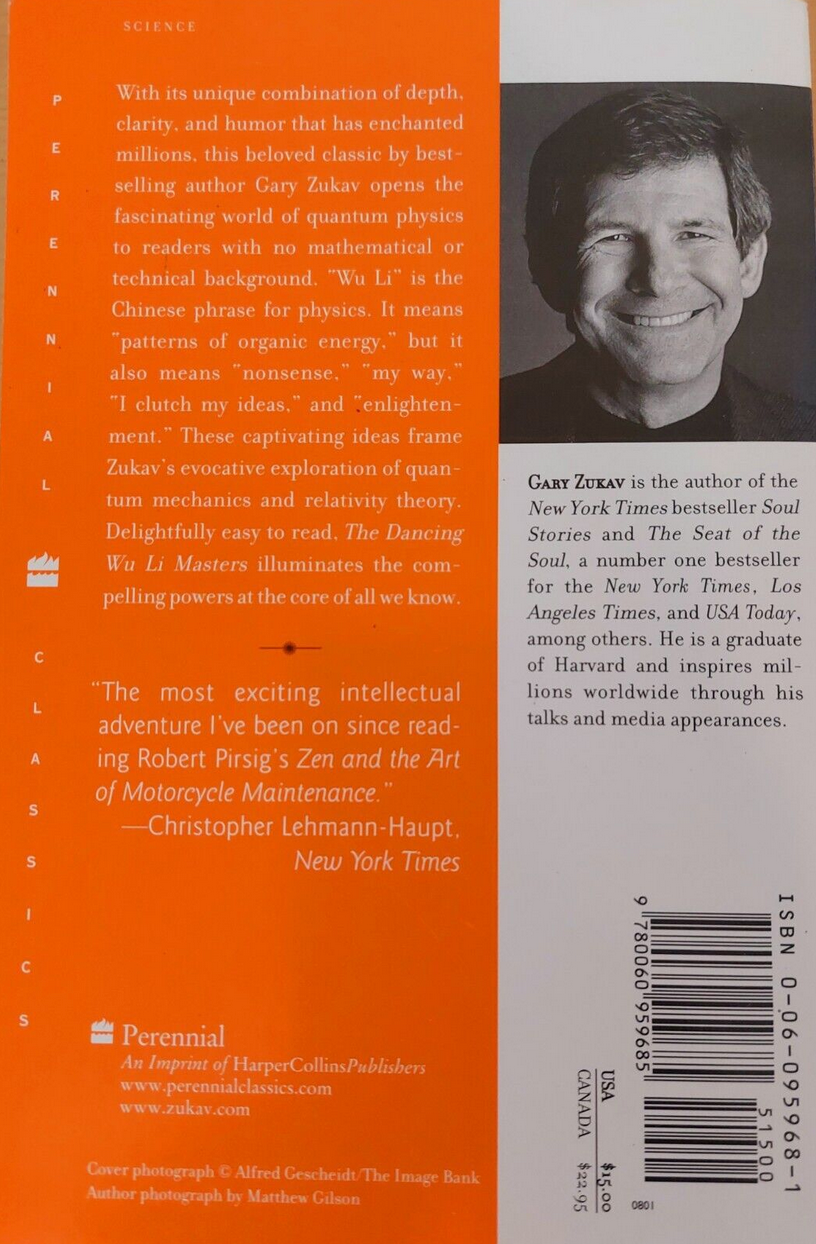 SCIENCE
PERENNIAL
CLASSICS
With its unique combination of depth,
clarity, and humor that has enchanted
millions, this beloved classic by best-
selling author Gary Zukav opens the
fascinating world of quantum physics
to readers with no mathematical or
technical background. "Wu Li" is the
Chinese phrase for physics. It means
"patterns of organic energy," but it
also means "nonsense," "my way,"
"I clutch my ideas," and "enlighten-
ment." These captivating ideas frame
Zukav's evocative exploration of quan-
tum mechanics and relativity theory.
Delightfully easy to read, The Dancing
Wu Li Masters illuminates the com-
pelling powers at the core of all we know.
"The most exciting intellectual
adventure I've been on since read-
ing Robert Pirsig's Zen and the Art
of Motorcycle Maintenance."
—Christopher Lehmann-Haupt,
New York Times
Perennial
An Imprint of HarperCollinsPublishers
www.perennialclassics.com
www.zukav.com
Cover photograph © Alfred Gescheidt/The Image Bank
Author photograph by Matthew Gilson
GARY ZUKAV is the author of the
New York Times bestseller Soul
Stories and The Seat of the
Soul, a number one bestseller
for the New York Times, Los
Angeles Times, and USA Today,
among others. He is a graduate
of Harvard and inspires mil-
lions worldwide through his
talks and media appearances.
ISBN 0-06-095968-1
9 780060 959685
51500
USA $15.00
CANADA $22.95
0801